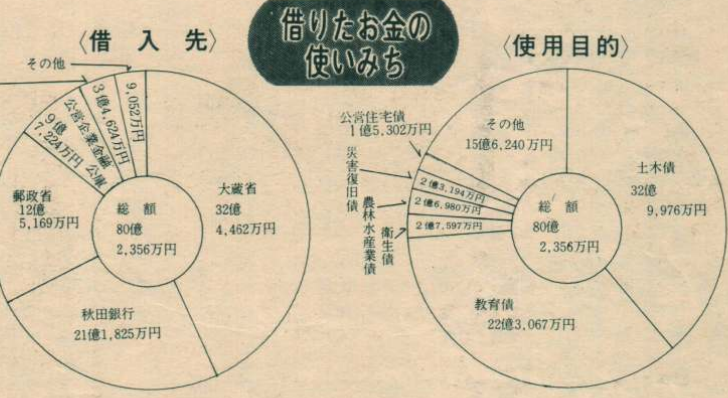 借りたお金の
使いみち
〈借入先〉
その他
9,052万円
3億4,624万円
公営企業金融公庫
9億
7,224万円
郵政省
12億
5,169万円
秋田銀行
21億1,825万円
大蔵省
32億
4,462万円
総額
80億
2,356万円
〈使用目的〉
公営住宅債
1億5,302万円
災害復旧債
2億3,194万円
農林水産業債
2億6,980万円
衛生債
2億7,597万円
その他
15億6,240万円
土木債
32億
9,976万円
教育債
22億3,067万円
総額
80億
2,356万円